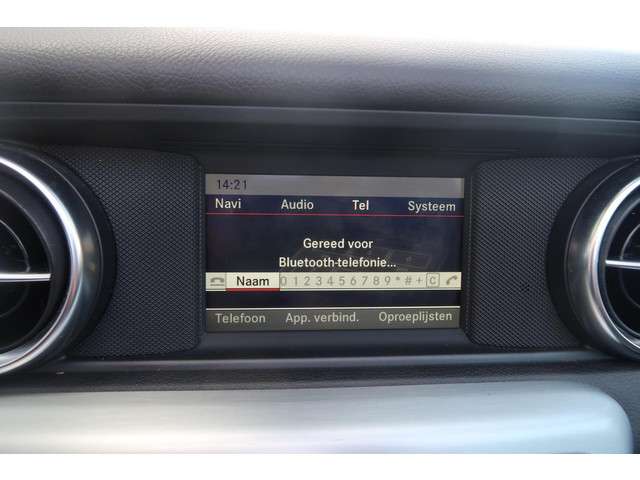 14:21
Navi Audio Tel Systeem
Gereed voor
Bluetooth-telefonie...
Naam 0 1 2 3 4 5 6 7 8 9 * # + C
Telefoon App. verbind. Oproeplijsten